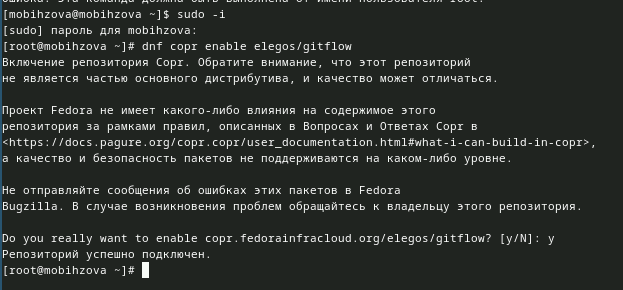 [mobihzova@mobihzova ~]$ sudo -i
[sudo] пароль для mobihzova:
[root@mobihzova ~]# dnf copr enable elegos/gitflow
Включение репозитория Copr. Обратите внимание, что этот репозиторий
не является частью основного дистрибутива, и качество может отличаться.
Проект Fedora не имеет какого-либо влияния на содержимое этого
репозитория за рамками правил, описанных в Вопросах и Ответах Copr в
<https://docs.pagure.org/copr.copr/user_documentation.html#what-i-can-build-in-copr>,
а качество и безопасность пакетов не поддерживаются на каком-либо уровне.
Не отправляйте сообщения об ошибках этих пакетов в Fedora
Bugzilla. В случае возникновения проблем обращайтесь к владельцу этого репозитория.
Do you really want to enable copr.fedorainfracloud.org/elegos/gitflow? [y/N]: y
Репозиторий успешно подключен.
[root@mobihzova ~]#